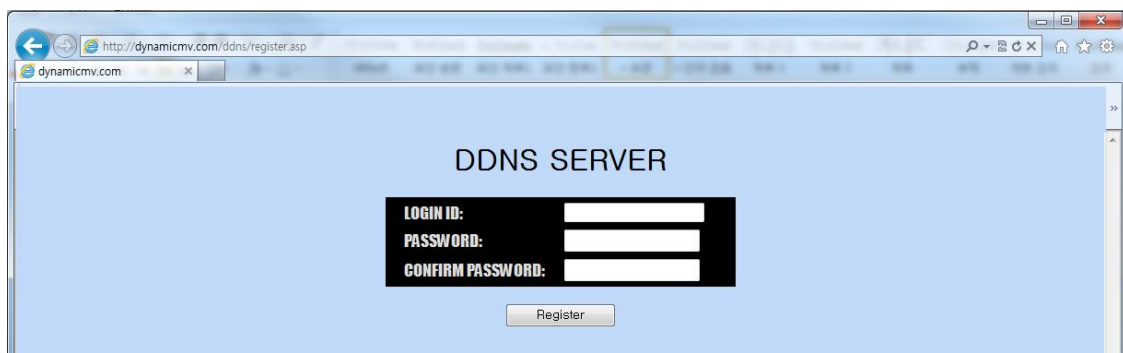 http://dynamicmv.com/ddns/register.asp
dynamicmv.com
DDNS SERVER
LOGIN ID:
PASSWORD:
CONFIRM PASSWORD:
Register